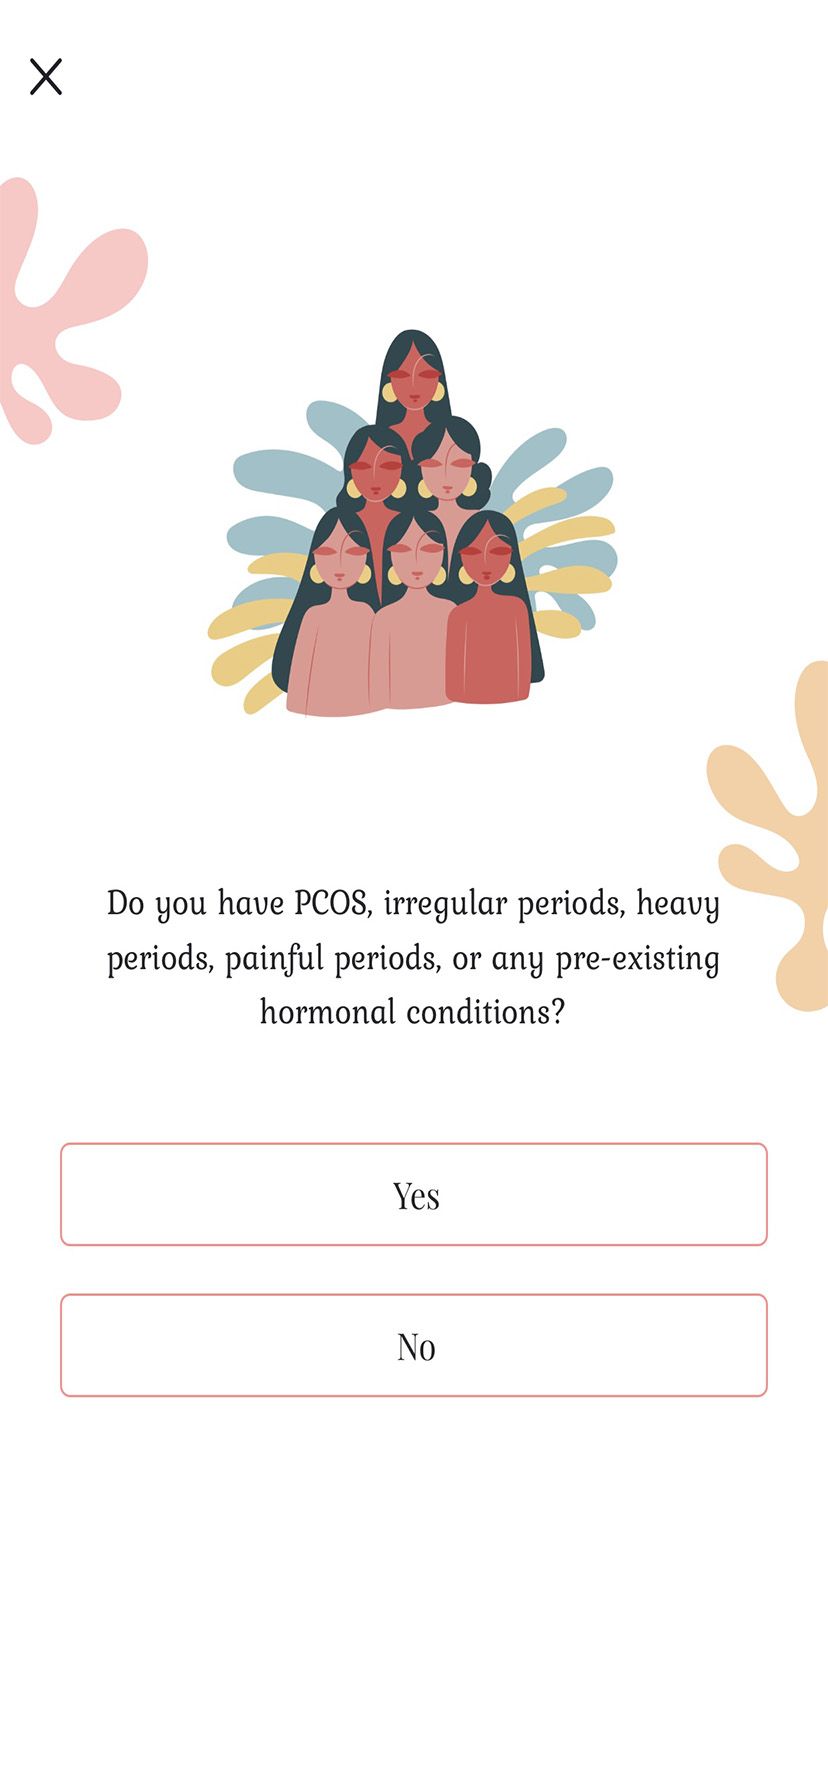 Do you have PCOS, irregular periods, heavy
periods, painful periods, or any pre-existing
hormonal conditions?
Yes
No